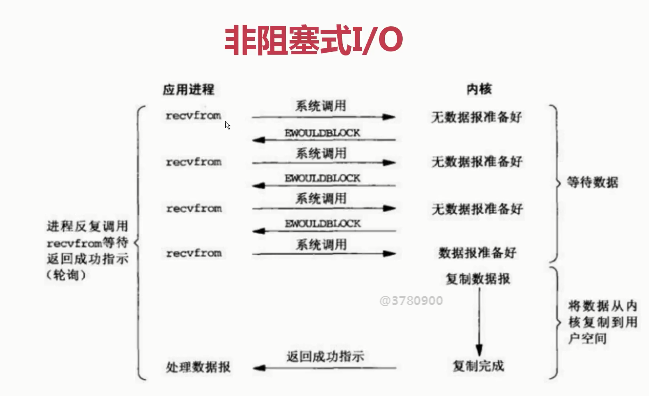 非阻塞式I/O
应用进程
内核
recvfrom
系统调用
无数据报准备好
EWOULDBLOCK
recvfrom
系统调用
无数据报准备好
EWOULDBLOCK
等待数据
recvfrom
系统调用
无数据报准备好
EWOULDBLOCK
进程反复调用
recvfrom等待
返回成功指示
(轮询)
recvfrom
系统调用
数据报准备好
复制数据报
@3780900
将数据从内
核复制到用
户空间
处理数据报
返回成功指示
复制完成